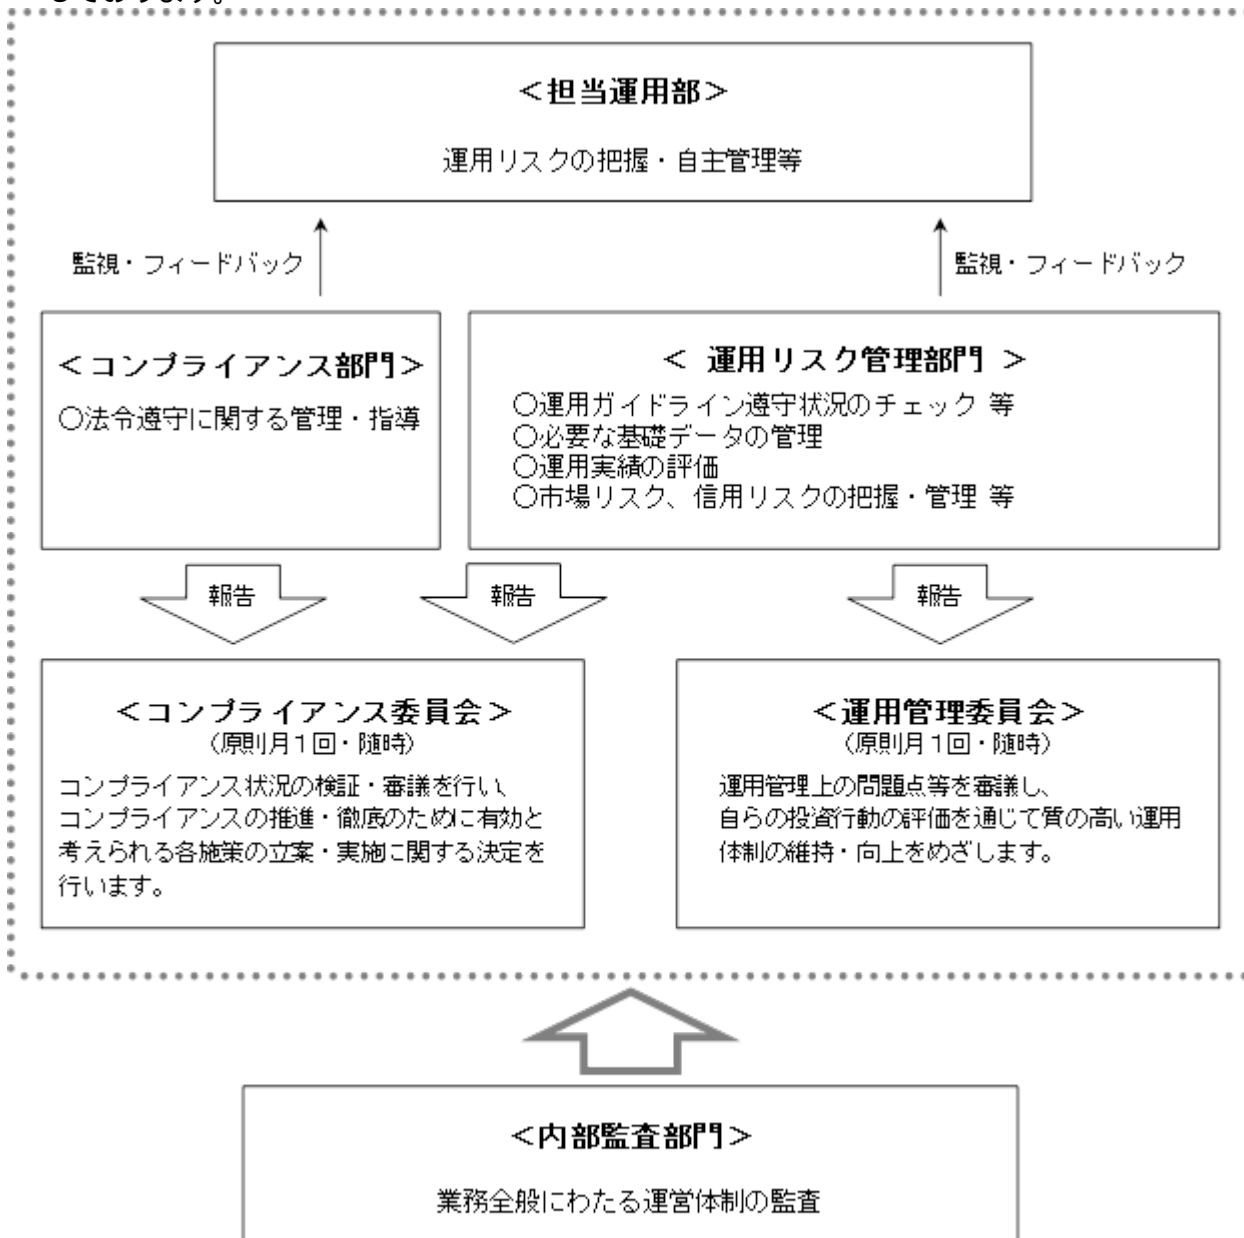 しております。
＜担当運用部＞
運用リスクの把握・自主管理等
監視・フィードバック
監視・フィードバック
＜コンプライアンス部門＞
○法令遵守に関する管理・指導
＜ 運用リスク管理部門 ＞
○運用ガイドライン遵守状況のチェック 等
○必要な基礎データの管理
○運用実績の評価
○市場リスク、信用リスクの把握・管理 等
報告
報告
報告
＜コンプライアンス委員会＞
（原則月１回・随時）
コンプライアンス状況の検証・審議を行い、
コンプライアンスの推進・徹底のために有効と
考えられる各施策の立案・実施に関する決定を
行います。
＜運用管理委員会＞
（原則月１回・随時）
運用管理上の問題点等を審議し、
自らの投資行動の評価を通じて質の高い運用
体制の維持・向上をめざします。
＜内部監査部門＞
業務全般にわたる運営体制の監査